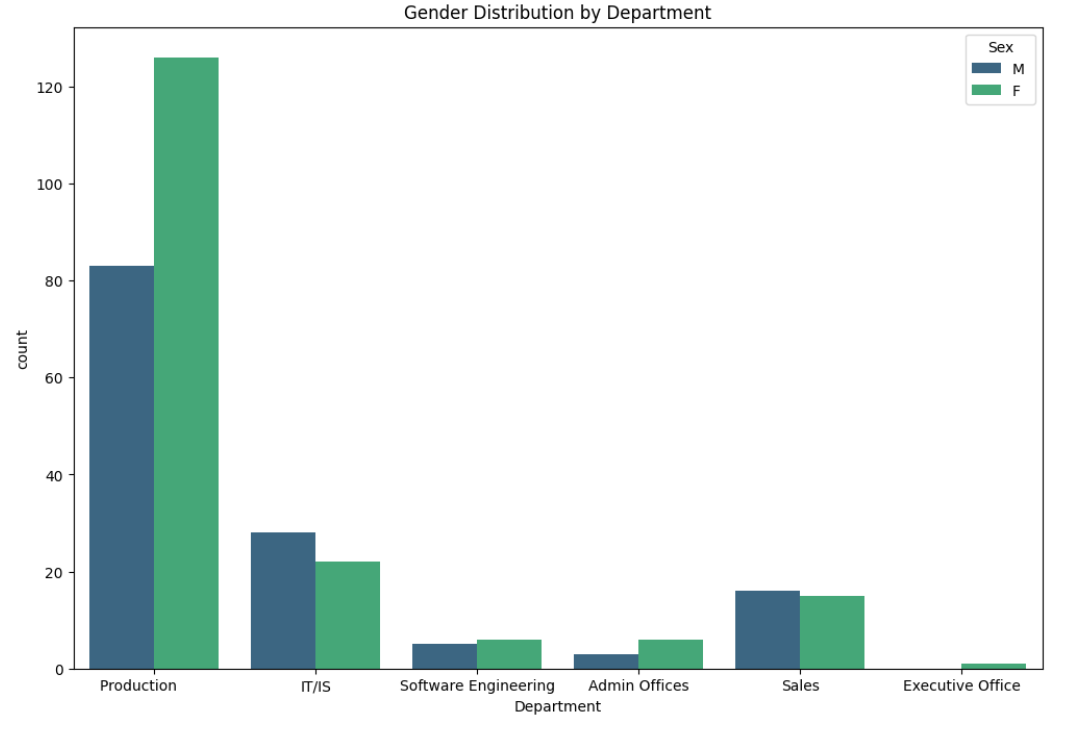 Gender Distribution by Department
Sex
M
F
120
100
80
60
40
20
0
count
Production
IT/IS
Software Engineering
Admin Offices
Sales
Executive Office
Department